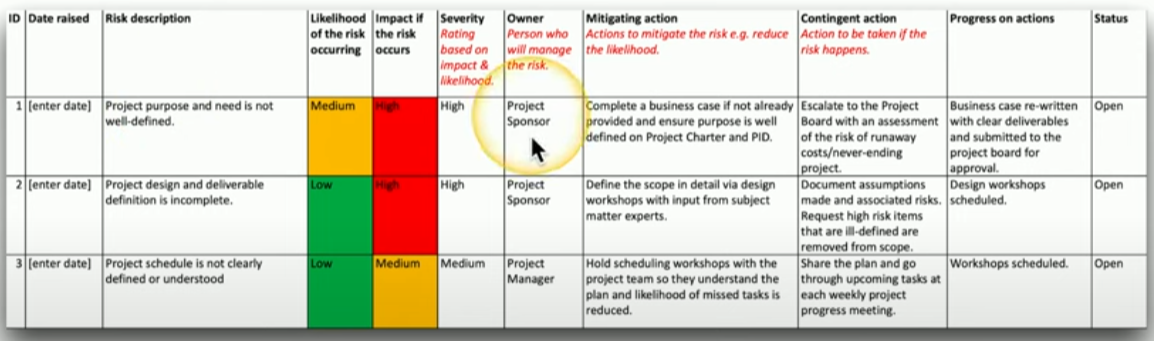 ID Date raised Risk description Likelihood of the risk occurring Impact if the risk occurs Severity Rating based on impact & likelihood. Owner Person who will manage the risk. Mitigating action Actions to mitigate the risk e.g. reduce the likelihood. Contingent action Action to be taken if the risk happens. Progress on actions Status
1 [enter date] Project purpose and need is not well-defined. Medium High High Project Sponsor Complete a business case if not already provided and ensure purpose is well defined on Project Charter and PID. Escalate to the Project Board with an assessment of the risk of runaway costs/never-ending project. Business case re-written with clear deliverables and submitted to the project board for approval. Open
2 [enter date] Project design and deliverable definition is incomplete. Low High High Project Sponsor Define the scope in detail via design workshops with input from subject matter experts. Document assumptions made and associated risks. Request high risk items that are ill-defined are removed from scope. Design workshops scheduled. Open
3 [enter date] Project schedule is not clearly defined or understood Low Medium Medium Project Manager Hold scheduling workshops with the project team so they understand the plan and likelihood of missed tasks is reduced. Share the plan and go through upcoming tasks at each weekly project progress meeting. Workshops scheduled. Open